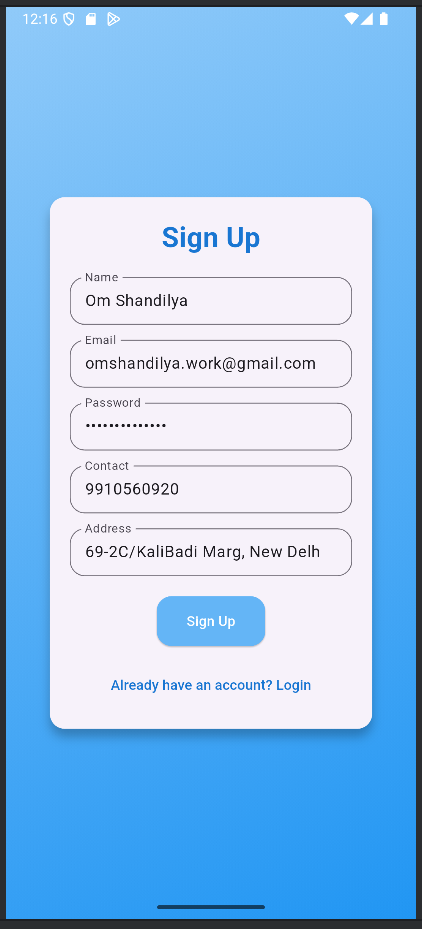 12:16
Sign Up
Name
Om Shandilya
Email
omshandilya.work@gmail.com
Password
••••••••••••••
Contact
9910560920
Address
69-2C/KaliBadi Marg, New Delh
Sign Up
Already have an account? Login